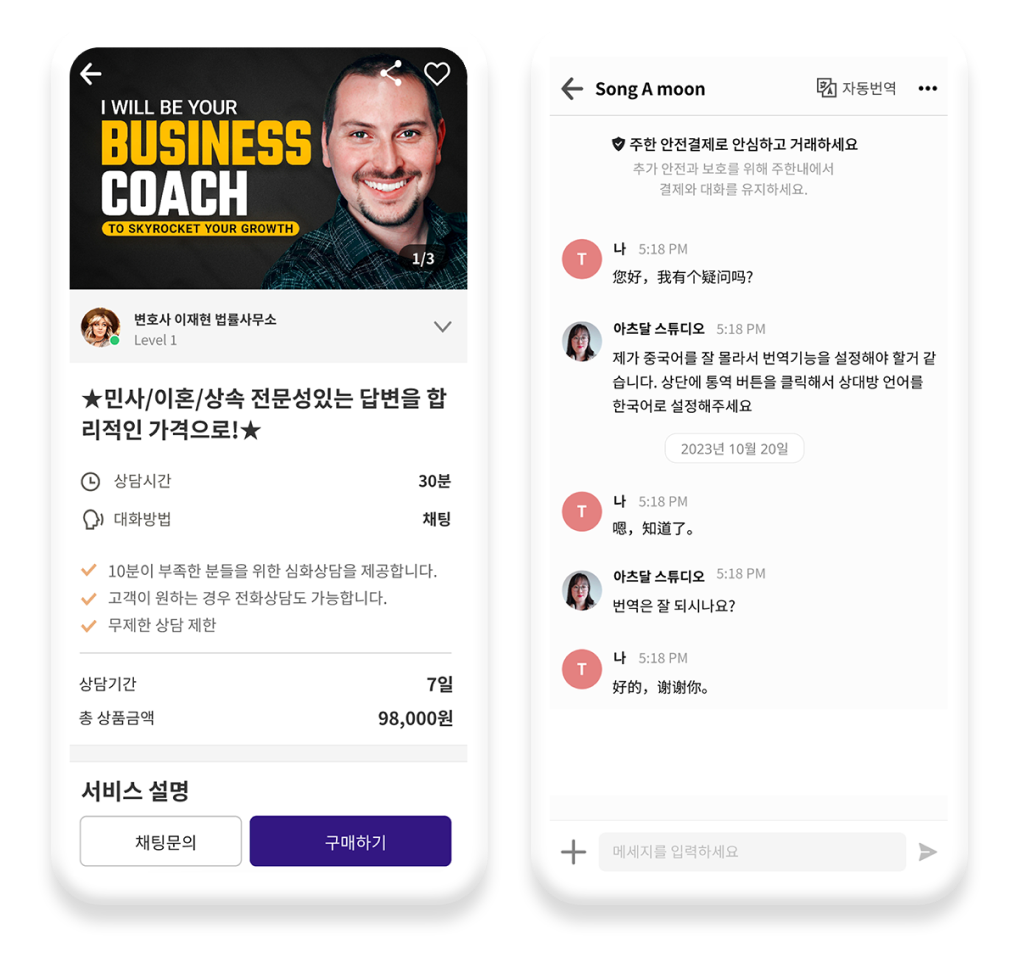 I WILL BE YOUR
BUSINESS
COACH
TO SKYROCKET YOUR GROWTH
1/3
변호사 이재현 법률사무소
Level 1
★민사/이혼/상속 전문성있는 답변을 합
리적인 가격으로!★
상담시간 30분
대화방법 채팅
10분이 부족한 분들을 위한 심화상담을 제공합니다.
고객이 원하는 경우 전화상담도 가능합니다.
무제한 상담 제한
상담기간 7일
총 상품금액 98,000원
서비스 설명
채팅문의 구매하기
Song A moon 자동번역
주한 안전결제로 안심하고 거래하세요
추가 안전과 보호를 위해 주한내에서
결제와 대화를 유지하세요.
T 나 5:18 PM
您好，我有个疑问吗?
아츠달 스튜디오 5:18 PM
제가 중국어를 잘 몰라서 번역기능을 설정해야 할거 같
습니다. 상단에 통역 버튼을 클릭해서 상대방 언어를
한국어로 설정해주세요
2023년 10월 20일
T 나 5:18 PM
嗯，知道了。
아츠달 스튜디오 5:18 PM
번역은 잘 되시나요?
T 나 5:18 PM
好的，谢谢你。
메세지를 입력하세요